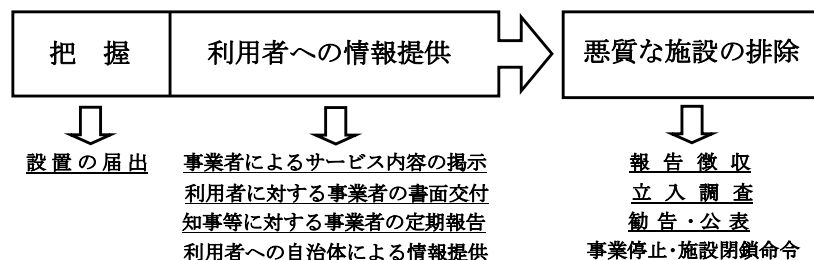 把 握
利用者への情報提供
悪質な施設の排除
設置の届出
事業者によるサービス内容の掲示
利用者に対する事業者の書面交付
知事等に対する事業者の定期報告
利用者への自治体による情報提供
報告徴収
立入調査
勧告・公表
事業停止・施設閉鎖命令